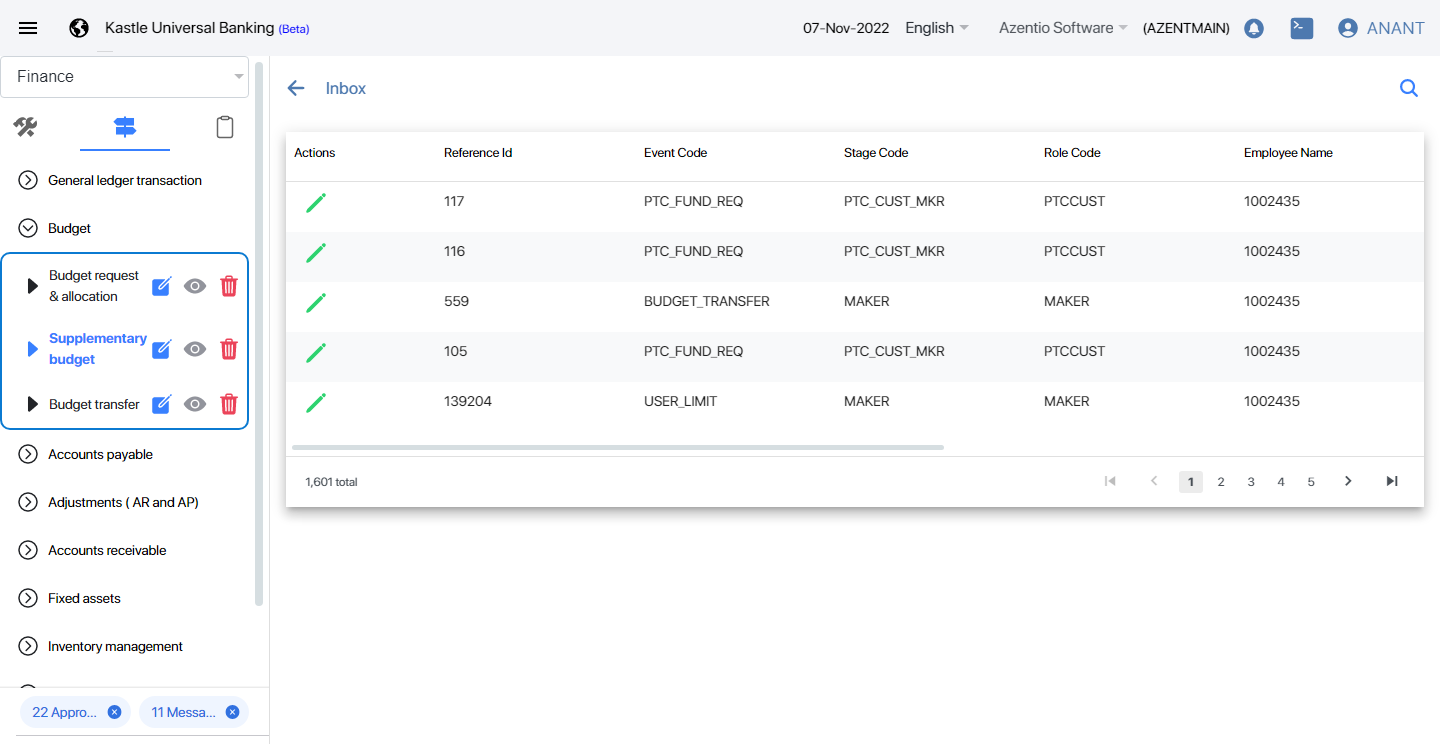 Kastle Universal Banking (Beta)
07-Nov-2022 English Azentio Software (AZENTMAIN) ANANT
Finance
General ledger transaction
Budget
Budget request
& allocation
Supplementary
budget
Budget transfer
Accounts payable
Adjustments ( AR and AP)
Accounts receivable
Fixed assets
Inventory management
22 Appro... 11 Messa...
Inbox
Actions Reference Id Event Code Stage Code Role Code Employee Name
117 PTC_FUND_REQ PTC_CUST_MKR PTCCUST 1002435
116 PTC_FUND_REQ PTC_CUST_MKR PTCCUST 1002435
559 BUDGET_TRANSFER MAKER MAKER 1002435
105 PTC_FUND_REQ PTC_CUST_MKR PTCCUST 1002435
139204 USER_LIMIT MAKER MAKER 1002435
1,601 total 1 2 3 4 5